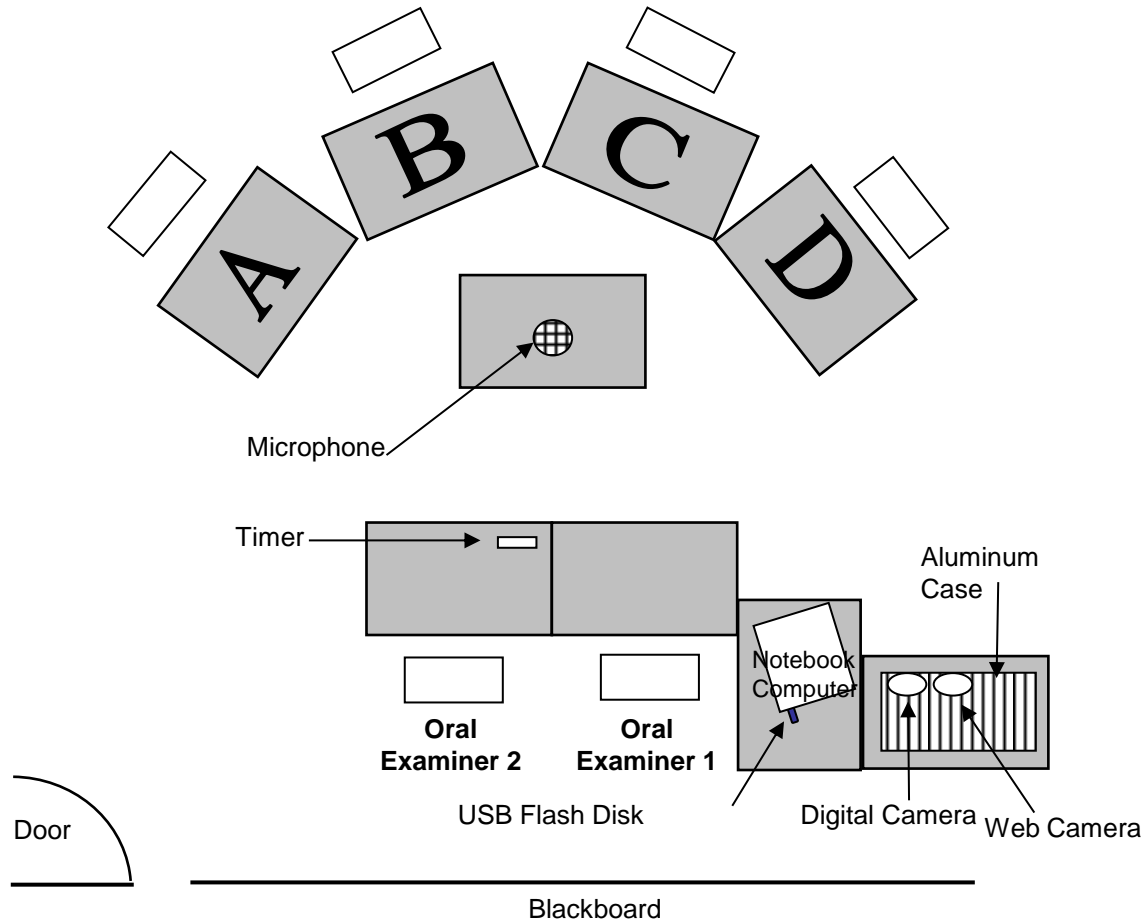 B
C
A
D
Microphone
Timer
Aluminum
Case
Notebook
Computer
Oral
Examiner 2
Oral
Examiner 1
USB Flash Disk
Digital Camera
Web Camera
Door
Blackboard